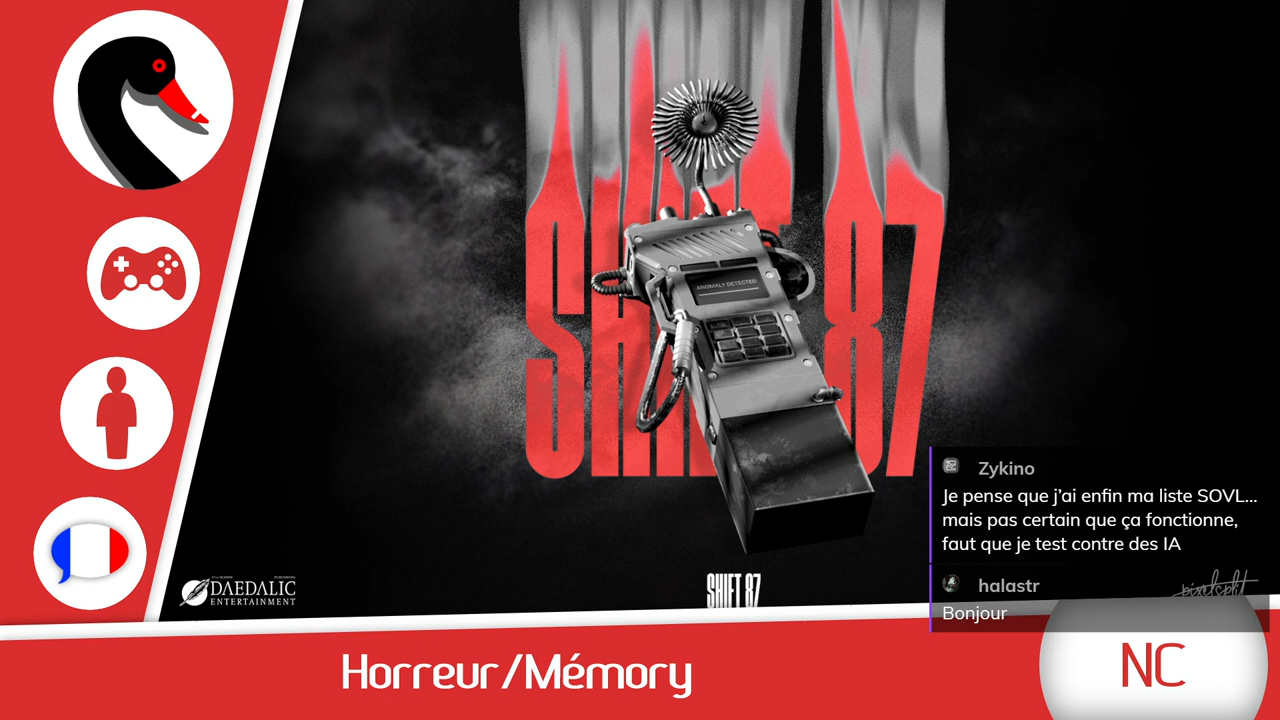 SHIFT 87
ANOMALY DETECTED
Zykino
Je pense que j'ai enfin ma liste SOVL...
mais pas certain que ça fonctionne,
faut que je test contre des IA
halastr
pixelsplit
Bonjour
DAEDALIC
ENTERTAINMENT
SHIFT 87
Horreur/Mémory
NC